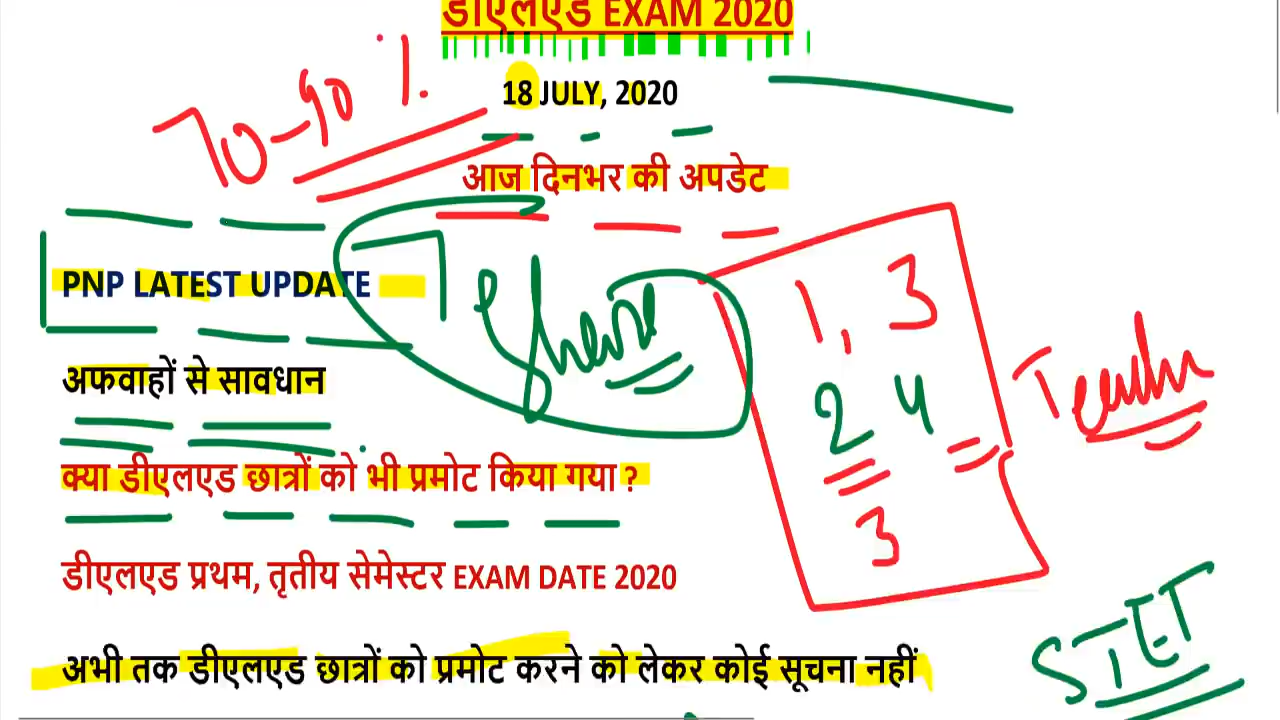 डीएलएड EXAM 2020
18 JULY, 2020
70-90 %.
आज दिनभर की अपडेट
PNP LATEST UPDATE
Share
1, 3
2 4
3
अफवाहों से सावधान
क्या डीएलएड छात्रों को भी प्रमोट किया गया ?
डीएलएड प्रथम, तृतीय सेमेस्टर EXAM DATE 2020
STET
अभी तक डीएलएड छात्रों को प्रमोट करने को लेकर कोई सूचना नहीं